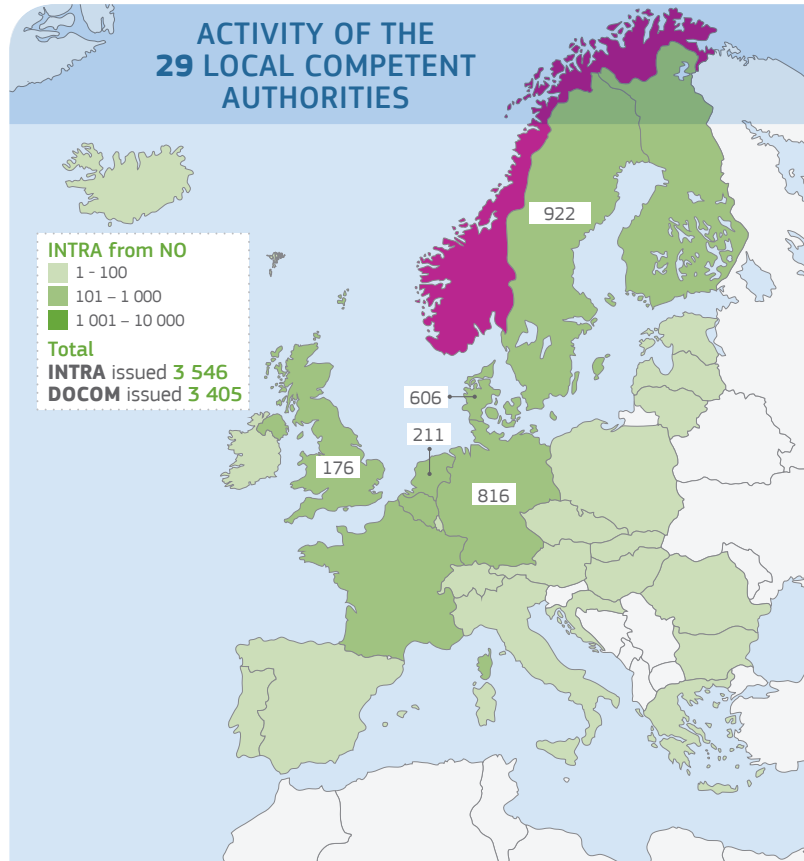 ACTIVITY OF THE
29 LOCAL COMPETENT
AUTHORITIES
922
INTRA from NO
1 - 100
101 – 1 000
1 001 – 10 000
Total
INTRA issued 3 546
DOCOM issued 3 405
606
211
176
816